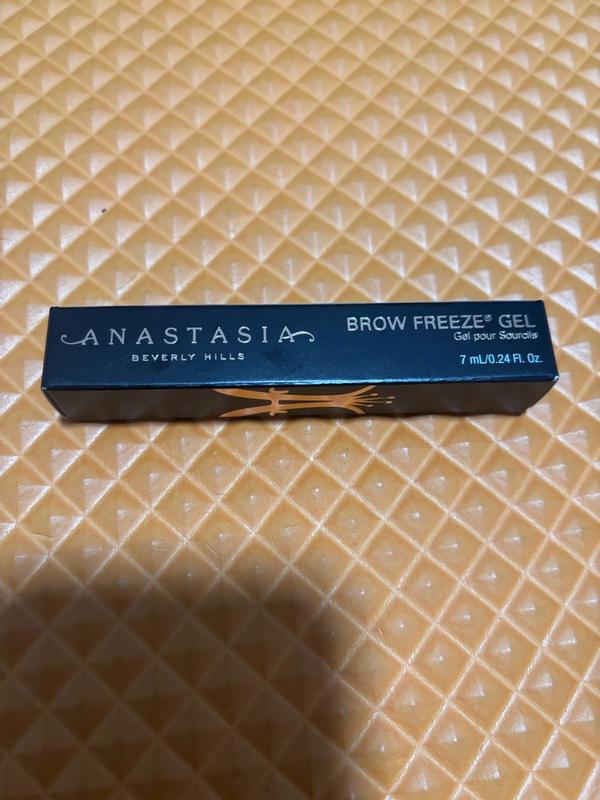 ANASTASIA
BEVERLY HILLS
BROW FREEZE® GEL
Gel pour Sourcils
7 mL/0.24 Fl. Oz.